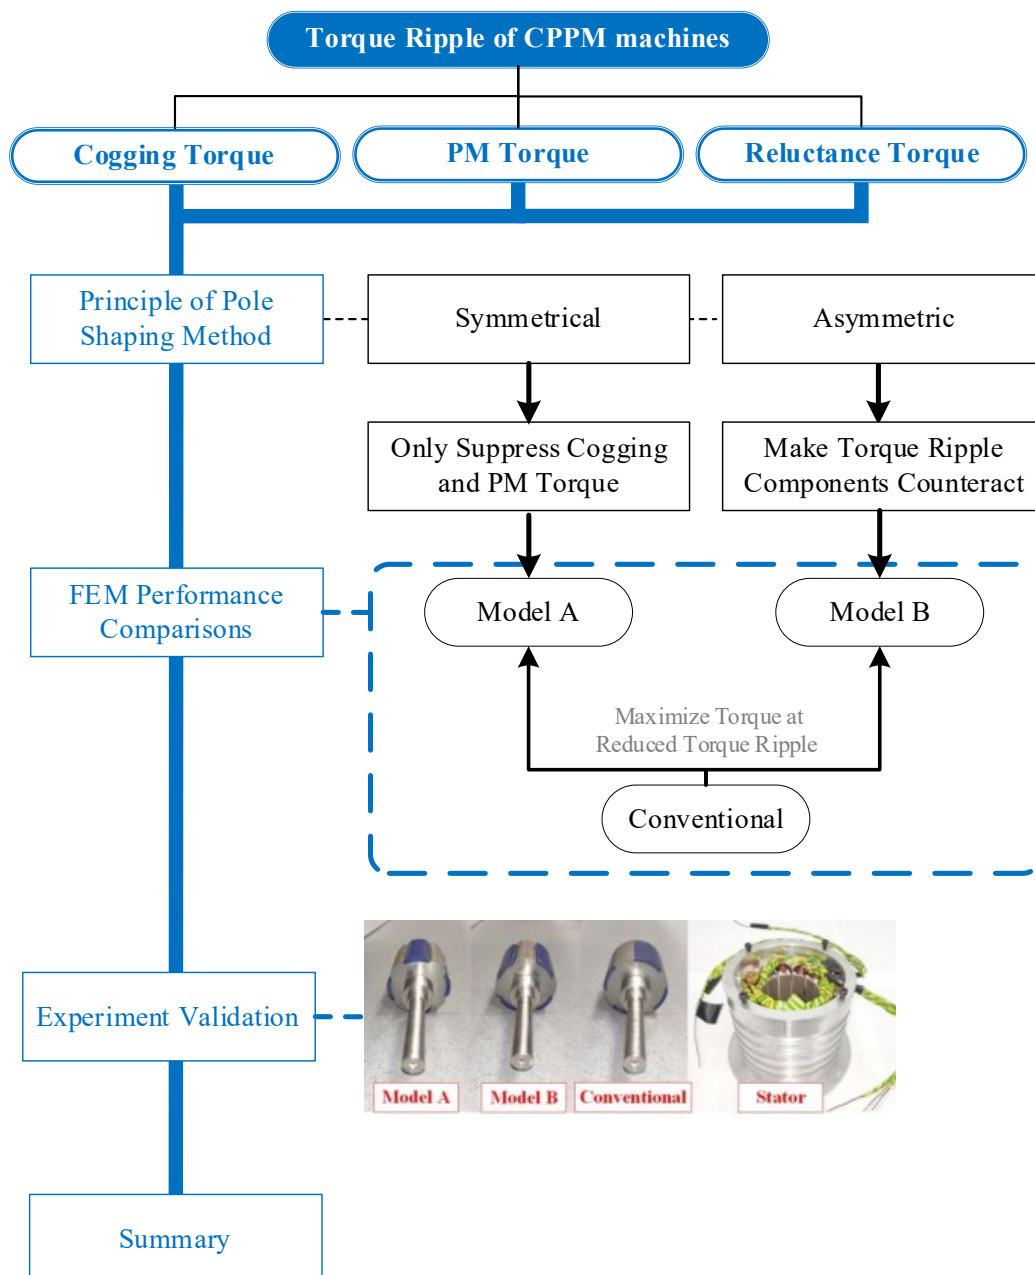 Torque Ripple of CPPM machines
Cogging Torque
PM Torque
Reluctance Torque
Principle of Pole
Shaping Method
Symmetrical
Asymmetric
Only Suppress Cogging
and PM Torque
Make Torque Ripple
Components Counteract
FEM Performance
Comparisons
Model A
Model B
Maximize Torque at
Reduced Torque Ripple
Conventional
Experiment Validation
Model A
Model B
Conventional
Stator
Summary